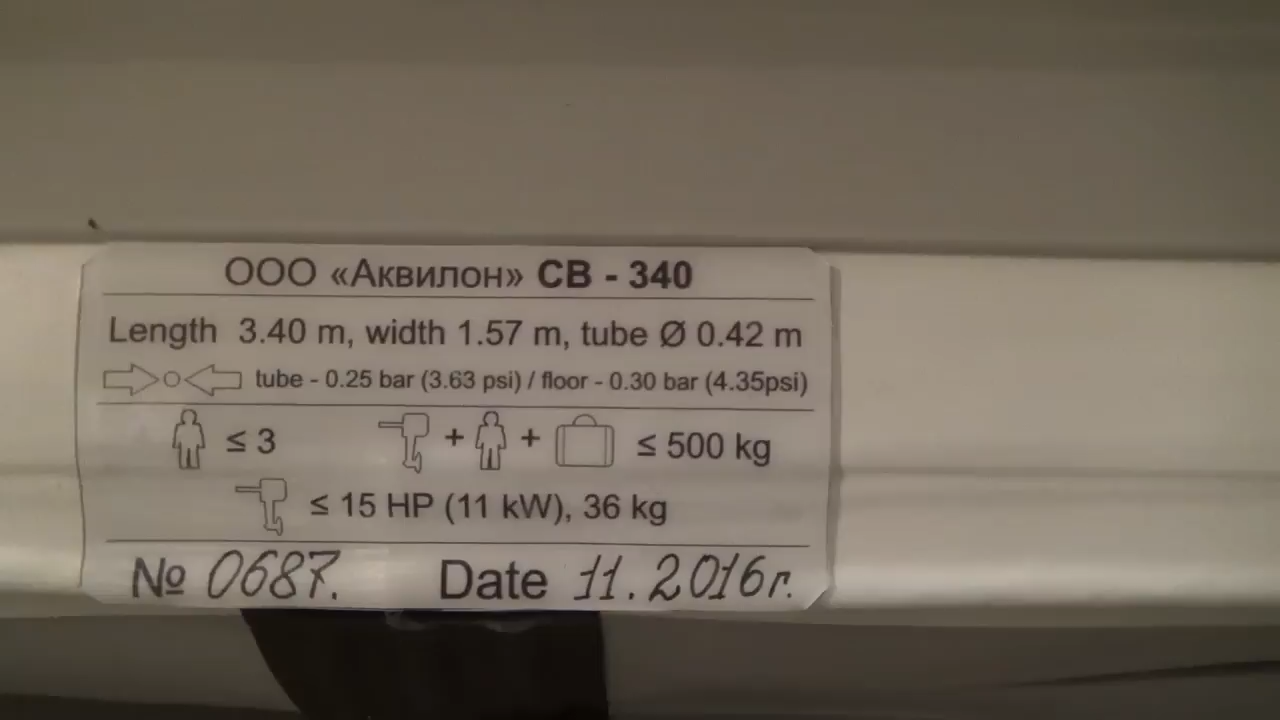 ООО «Аквилон» СВ - 340
Length 3.40 m, width 1.57 m, tube Ø 0.42 m
tube - 0.25 bar (3.63 psi) / floor - 0.30 bar (4.35psi)
≤ 3 + + ≤ 500 kg
≤ 15 HP (11 kW), 36 kg
№ 0687. Date 11.2016г.